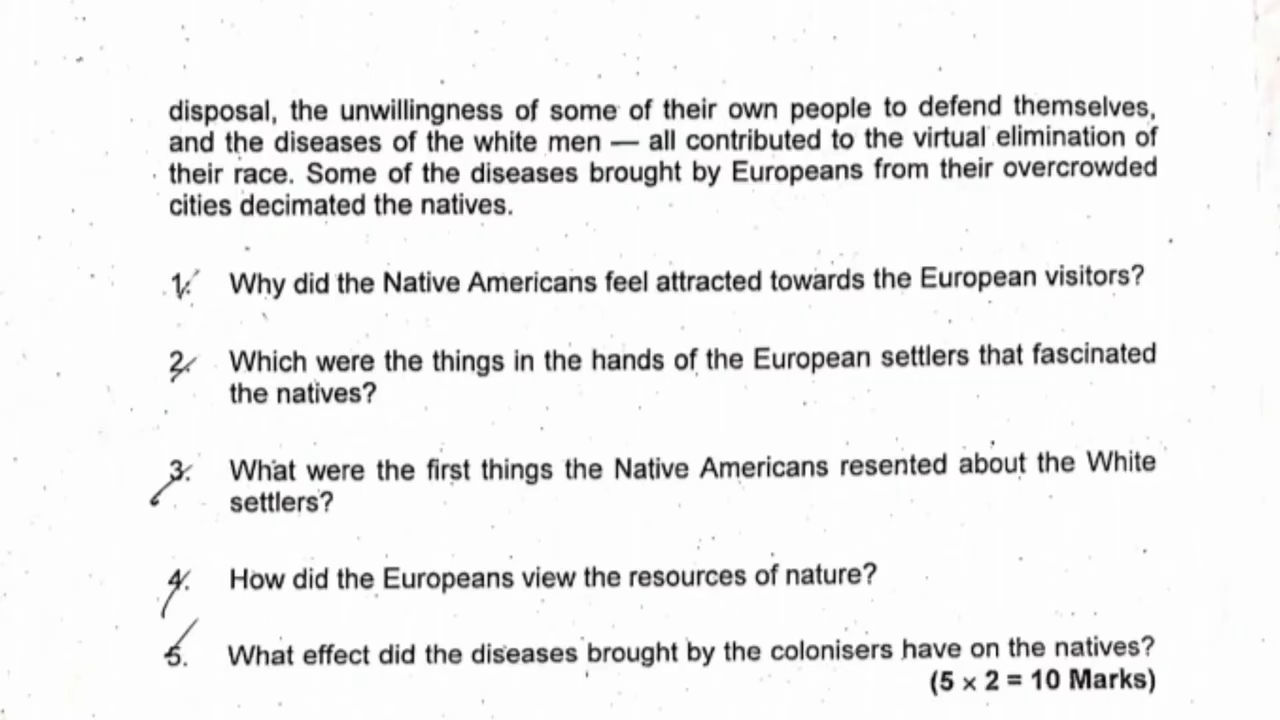 disposal, the unwillingness of some of their own people to defend themselves,
and the diseases of the white men — all contributed to the virtual elimination of
their race. Some of the diseases brought by Europeans from their overcrowded
cities decimated the natives.
1. Why did the Native Americans feel attracted towards the European visitors?
2. Which were the things in the hands of the European settlers that fascinated
the natives?
3. What were the first things the Native Americans resented about the White
settlers?
4. How did the Europeans view the resources of nature?
5. What effect did the diseases brought by the colonisers have on the natives?
(5 × 2 = 10 Marks)